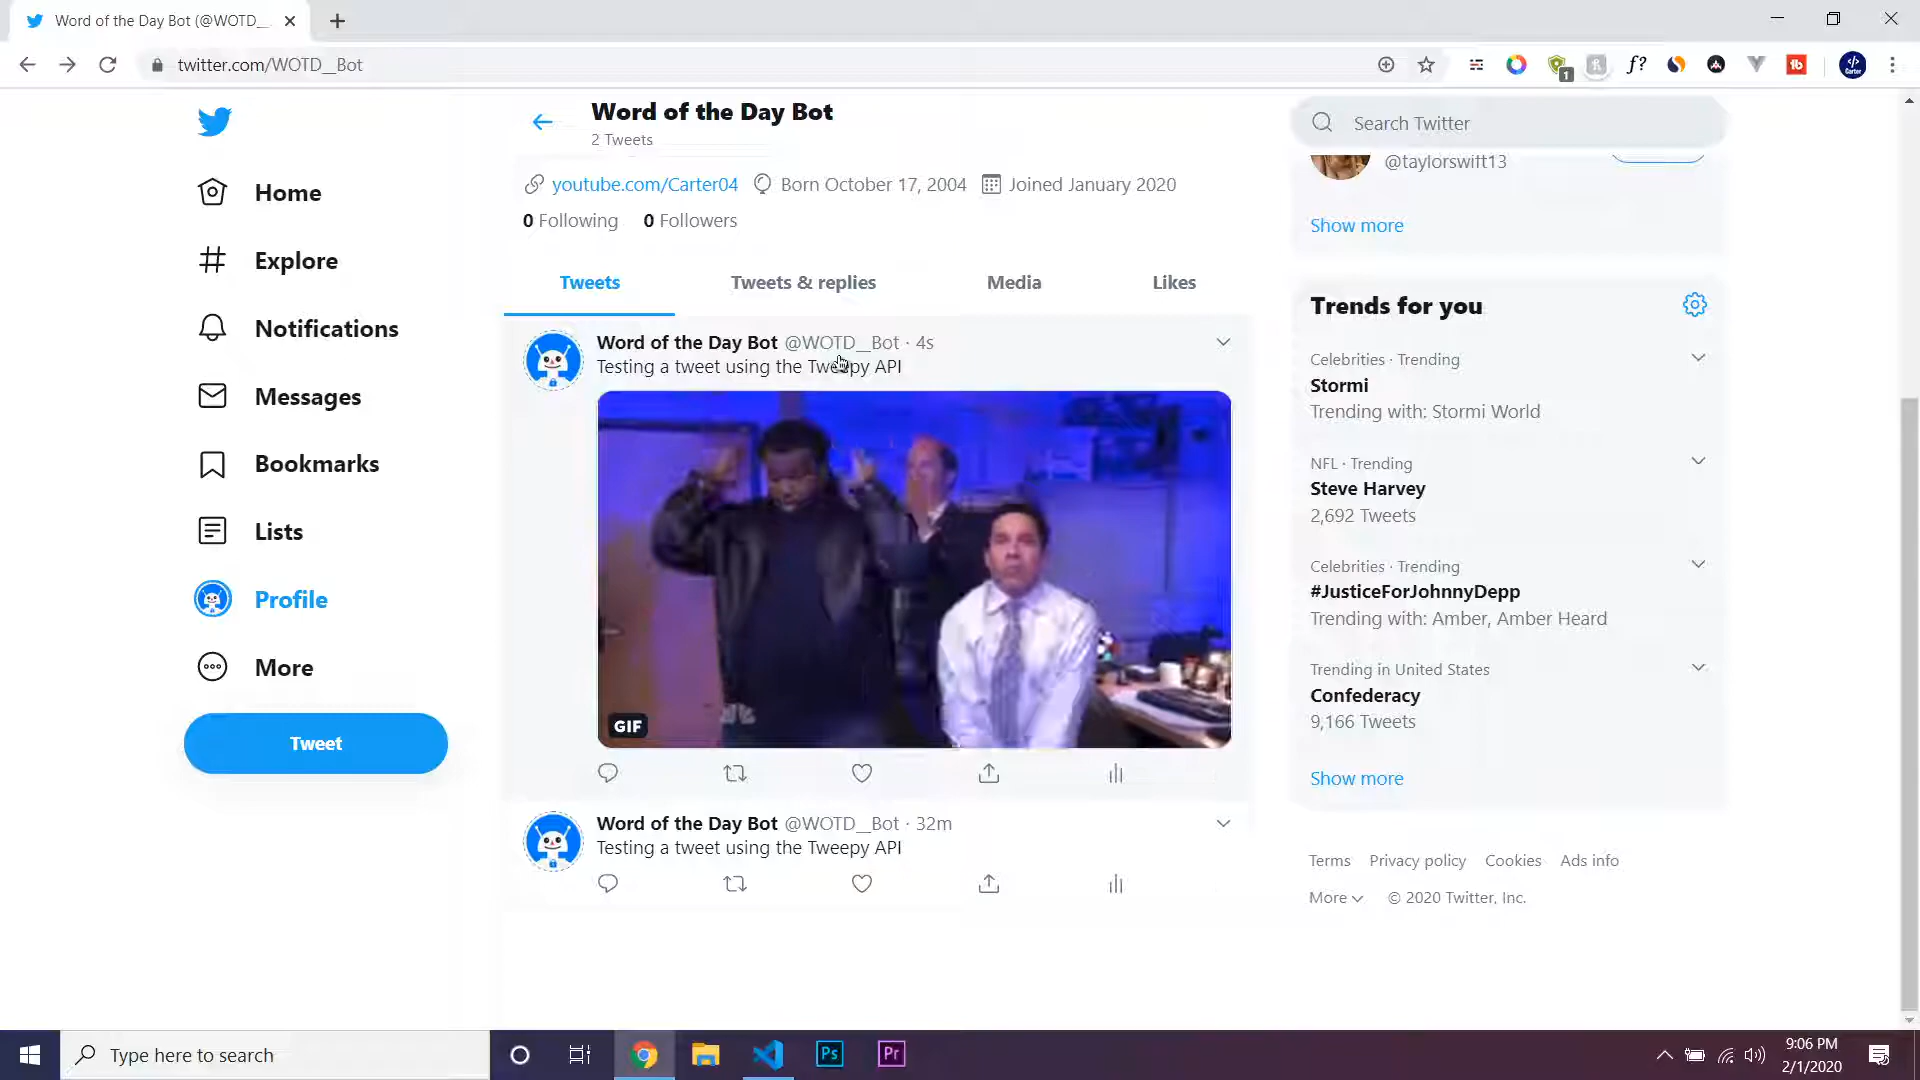 Word of the Day Bot (@WOTD_
twitter.com/WOTD__Bot
1
f?
Carter
Word of the Day Bot
2 Tweets
Search Twitter
@taylorswift13
youtube.com/Carter04 Born October 17, 2004 Joined January 2020
0 Following 0 Followers
Show more
Home
Explore
Notifications
Messages
Bookmarks
Lists
Profile
More
Tweet
Tweets Tweets & replies Media Likes
Word of the Day Bot @WOTD__Bot · 4s
Testing a tweet using the Tweepy API
GIF
Word of the Day Bot @WOTD__Bot · 32m
Testing a tweet using the Tweepy API
Trends for you
Celebrities · Trending
Stormi
Trending with: Stormi World
NFL · Trending
Steve Harvey
2,692 Tweets
Celebrities · Trending
#JusticeForJohnnyDepp
Trending with: Amber, Amber Heard
Trending in United States
Confederacy
9,166 Tweets
Show more
Terms Privacy policy Cookies Ads info
More © 2020 Twitter, Inc.
Type here to search
Ps
Pr
9:06 PM
2/1/2020